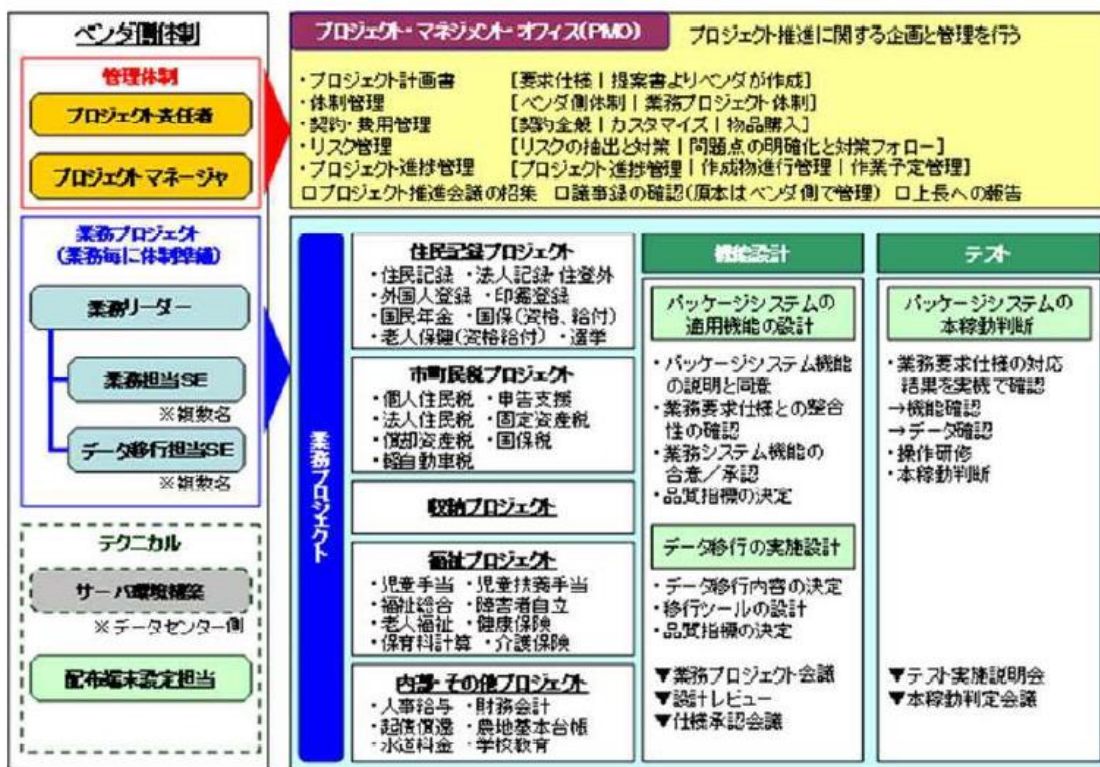 ベンダ側体制
管理体制
プロジェクト責任者
プロジェクトマネージャ
業務プロジェクト
(業務毎に体制準備)
業務リーダー
業務担当SE
※複数名
データ移行担当SE
※複数名
テクニカル
サーバ環境構築
※データセンター側
配布端末設定担当
プロジェクト・マネジメント・オフィス(PMO)
プロジェクト推進に関する企画と管理を行う
・プロジェクト計画書 [要求仕様|提案書よりベンダが作成]
・体制管理 [ベンダ側体制|業務プロジェクト体制]
・契約・費用管理 [契約全般|カスタマイズ|物品購入]
・リスク管理 [リスクの抽出と対策|問題点の明確化と対策フォロー]
・プロジェクト進捗管理 [プロジェクト進捗管理|作成物進行管理|作業予定管理]
□プロジェクト推進会議の招集 □議事録の確認(原本はベンダ側で管理) □上長への報告
業務プロジェクト
住民記録プロジェクト
・住民記録 ・法人記録・住登外
・外国人登録 ・印鑑登録
・国民年金 ・国保(資格、給付)
・老人保健(資格給付) ・選挙
市町民税プロジェクト
・個人住民税 ・申告支援
・法人住民税 ・固定資産税
・償却資産税 ・国保税
・軽自動車税
収納プロジェクト
福祉プロジェクト
・児童手当 ・児童扶養手当
・福祉総合 ・障害者自立
・老人福祉 ・健康保険
・保育料計算 ・介護保険
内部・その他プロジェクト
・人事給与 ・財務会計
・起債償還 ・農地基本台帳
・水道料金 ・学校教育
機能設計
パッケージシステムの
適用機能の設計
・パッケージシステム機能
の説明と同意
・業務要求仕様との整合
性の確認
・業務システム機能の
合意/承認
・品質指標の決定
データ移行の実施設計
・データ移行内容の決定
・移行ツールの設計
・品質指標の決定
▼業務プロジェクト会議
▼設計レビュー
▼仕様承認会議
テスト
パッケージシステムの
本稼動判断
・業務要求仕様の対応
結果を実機で確認
→機能確認
→データ確認
・操作研修
・本稼動判断
▼テスト実施説明会
▼本稼動判定会議